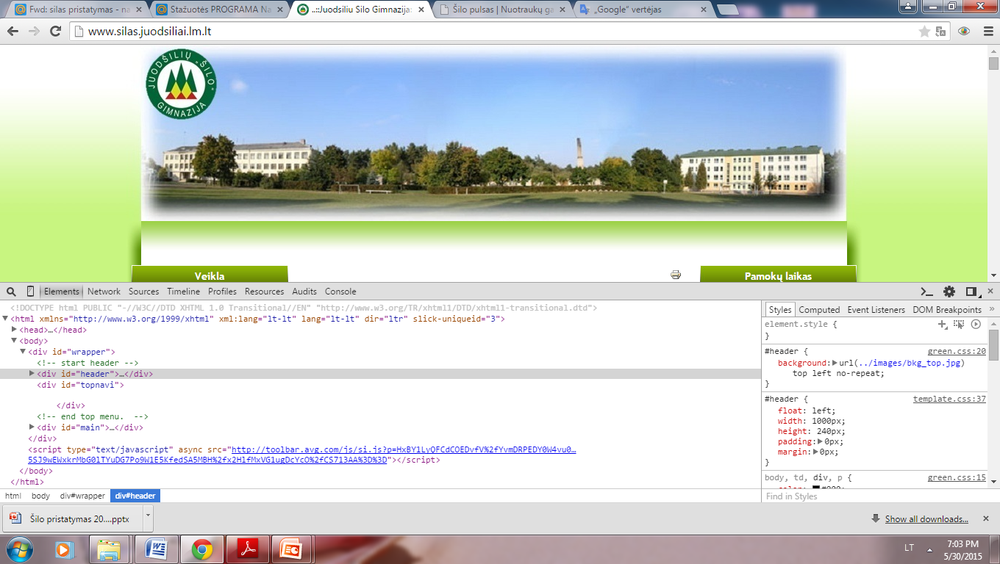 Fwd: silas pristatymas - na
Stažuotės PROGRAMA Na
..::Juodsiliu Silo Gimnazija:
Šilo pulsas | Nuotraukų ga
„Google“ vertėjas
www.silas.juodsiliai.lm.lt
JUODŠILIŲ „ŠILO“
GIMNAZIJA
Veikla
Pamokų laikas
Elements Network Sources Timeline Profiles Resources Audits Console
<!DOCTYPE html PUBLIC "-//W3C//DTD XHTML 1.0 Transitional//EN" "http://www.w3.org/TR/xhtml1/DTD/xhtml1-transitional.dtd">
<html xmlns="http://www.w3.org/1999/xhtml" xml:lang="lt-lt" lang="lt-lt" dir="ltr" slick-uniqueid="3">
<head>…</head>
<body>
<div id="wrapper">
<!-- start header -->
<div id="header">…</div>
<div id="topnavi">
</div>
<!-- end top menu.  -->
<div id="main">…</div>
</div>
<script type="text/javascript" async src="http://toolbar.avg.com/js/si.js?p=HxBY1LyQFCdCOEDvfV%2fYvmDRPEDY0W4vu0…
5SJ9wEWxkrMbG0lTYuDG7Po9W1E5KfedSA5MBH%2fx2HlfMxVG1ugDcYcO%2fCS713AA%3D%3D"></script>
</body>
</html>
Styles Computed Event Listeners DOM Breakpoints »
element.style {
}
#header { green.css:20
background: url(../images/bkg_top.jpg)
top left no-repeat;
}
#header { template.css:37
float: left;
width: 1000px;
height: 240px;
padding: 0px;
margin: 0px;
}
body, td, div, p { green.css:15
html body div#wrapper div#header
Find in Styles
Šilo pristatymas 20....pptx
Show all downloads...
LT
7:03 PM
5/30/2015